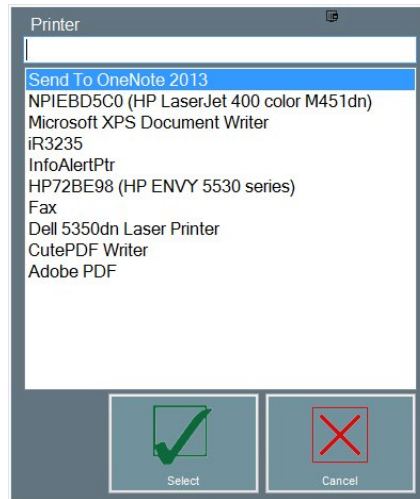 Printer
Send To OneNote 2013
NPIEBD5C0 (HP LaserJet 400 color M451dn)
Microsoft XPS Document Writer
iR3235
InfoAlertPtr
HP72BE98 (HP ENVY 5530 series)
Fax
Dell 5350dn Laser Printer
CutePDF Writer
Adobe PDF
Select
Cancel